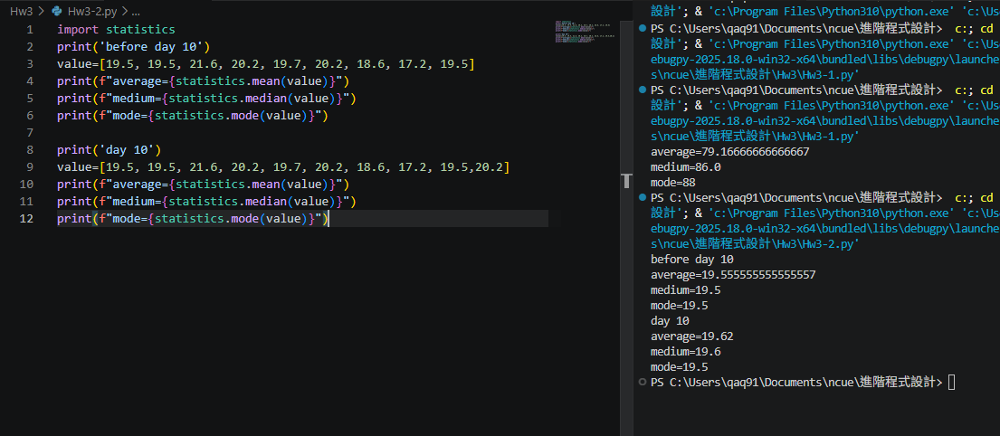 Hw3 > Hw3-2.py > ...
1 import statistics
2 print('before day 10')
3 value=[19.5, 19.5, 21.6, 20.2, 19.7, 20.2, 18.6, 17.2, 19.5]
4 print(f"average={statistics.mean(value)}")
5 print(f"medium={statistics.median(value)}")
6 print(f"mode={statistics.mode(value)}")
7
8 print('day 10')
9 value=[19.5, 19.5, 21.6, 20.2, 19.7, 20.2, 18.6, 17.2, 19.5,20.2]
10 print(f"average={statistics.mean(value)}")
11 print(f"medium={statistics.median(value)}")
12 print(f"mode={statistics.mode(value)}")
設計'; & 'c:\Program Files\Python310\python.exe' 'c:\Us
PS C:\Users\qaq91\Documents\ncue\進階程式設計> c:; cd
設計'; & 'c:\Program Files\Python310\python.exe' 'c:\Us
ebugpy-2025.18.0-win32-x64\bundled\libs\debugpy\launche
s\ncue\進階程式設計\Hw3\Hw3-1.py'
PS C:\Users\qaq91\Documents\ncue\進階程式設計> c:; cd
設計'; & 'c:\Program Files\Python310\python.exe' 'c:\Us
ebugpy-2025.18.0-win32-x64\bundled\libs\debugpy\launche
s\ncue\進階程式設計\Hw3\Hw3-1.py'
average=79.16666666666667
medium=86.0
mode=88
PS C:\Users\qaq91\Documents\ncue\進階程式設計> c:; cd
設計'; & 'c:\Program Files\Python310\python.exe' 'c:\Us
ebugpy-2025.18.0-win32-x64\bundled\libs\debugpy\launche
s\ncue\進階程式設計\Hw3\Hw3-2.py'
before day 10
average=19.555555555555557
medium=19.5
mode=19.5
day 10
average=19.62
medium=19.6
mode=19.5
PS C:\Users\qaq91\Documents\ncue\進階程式設計>